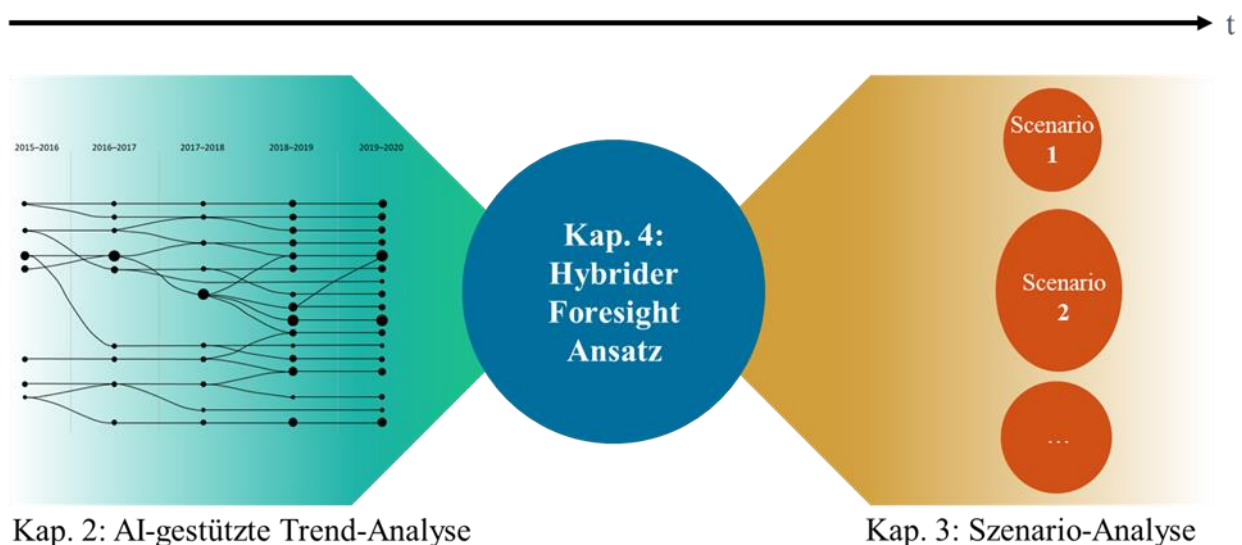 t
2015–2016 2016–2017 2017–2018 2018–2019 2019–2020
Kap. 4:
Hybrider
Foresight
Ansatz
Scenario
1
Scenario
2
...
Kap. 2: AI-gestützte Trend-Analyse
Kap. 3: Szenario-Analyse